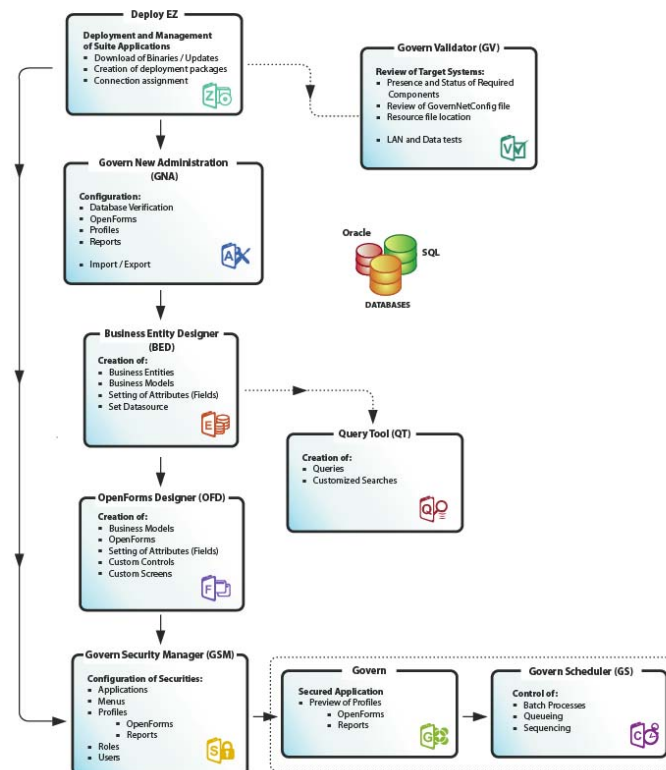 Deploy EZ
Deployment and Management
of Suite Applications
▪ Download of Binaries / Updates
▪ Creation of deployment packages
▪ Connection assignment
Z
Govern Validator (GV)
Review of Target Systems:
▪ Presence and Status of Required
Components
▪ Review of GovernNetConfig file
▪ Resource file location
▪ LAN and Data tests
V
Govern New Administration
(GNA)
Configuration:
▪ Database Verification
▪ OpenForms
▪ Profiles
▪ Reports
▪ Import / Export
A
Oracle
SQL
DATABASES
Business Entity Designer
(BED)
Creation of:
▪ Business Entities
▪ Business Models
▪ Setting of Attributes (Fields)
▪ Set Datasource
E
Query Tool (QT)
Creation of:
▪ Queries
▪ Customized Searches
Q
OpenForms Designer (OFD)
Creation of:
▪ Business Models
▪ OpenForms
▪ Setting of Attributes (Fields)
▪ Custom Controls
▪ Custom Screens
F
Govern Security Manager (GSM)
Configuration of Securities:
▪ Applications
▪ Menus
▪ Profiles
▪ OpenForms
▪ Reports
▪ Roles
▪ Users
S
Govern
Secured Application
▪ Preview of Profiles
▪ OpenForms
▪ Reports
G
Govern Scheduler (GS)
Control of:
▪ Batch Processes
▪ Queueing
▪ Sequencing
C